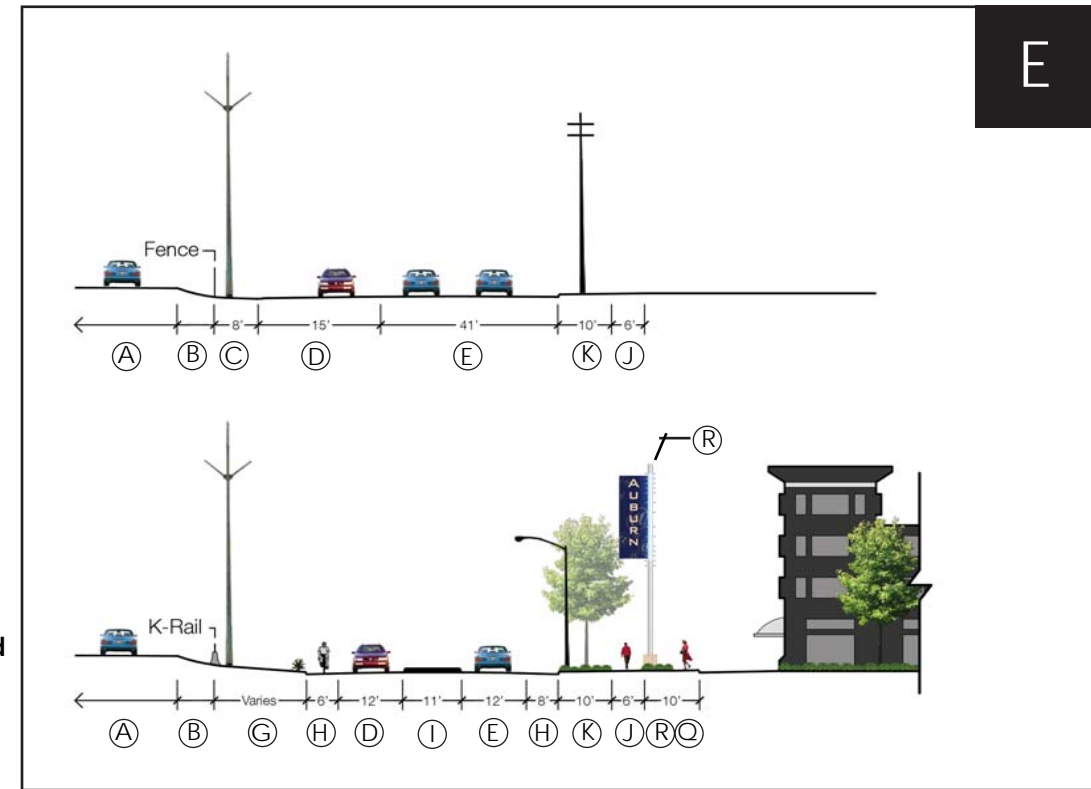 E
Fence
8' 15' 41' 10' 6'
A B C D E K J
R
AUBURN
K-Rail
d
Varies 6' 12' 11' 12' 8' 10' 6' 10'
A B G H D I E H K J R Q